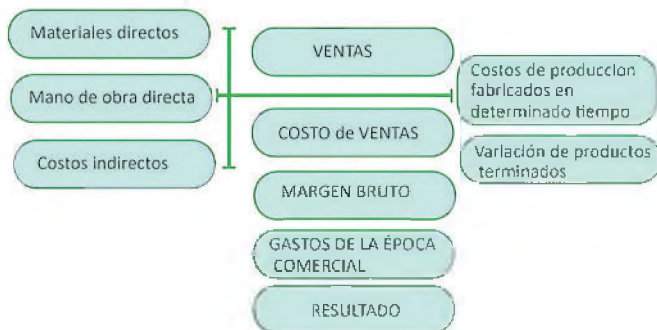 Materiales directos
Mano de obra directa
Costos indirectos
VENTAS
COSTO de VENTAS
MARGEN BRUTO
GASTOS DE LA ÉPOCA
COMERCIAL
RESULTADO
Costos de produccion
fabricados en
determinado tiempo
Variación de productos
terminados